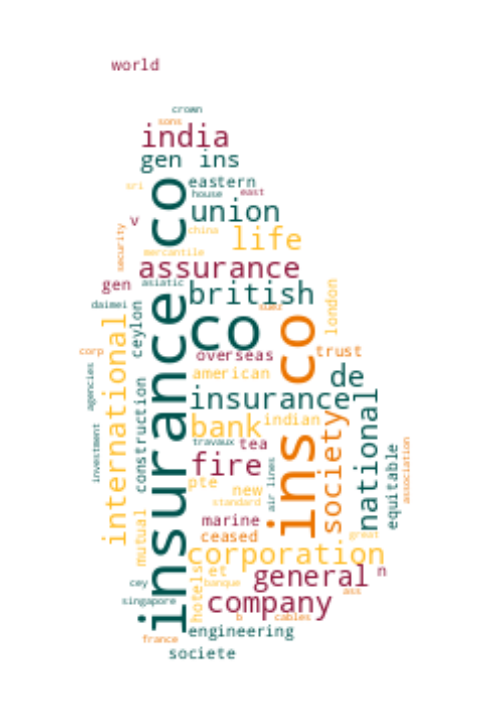 world
crown
sons
india
gen ins
sri
eastern
house
east
insurance co
union
v
china
life
security
mercantile
assurance
asiatic
gen
british
daimei
ceylon
london
suez
co
ins co
international
overseas
trust
corp
american
de
agencies
construction
insurance
national
bank
indian
society
investment
travaux
tea
fire
air lines
equitable
association
pte
new
standard
marine
mutual
ceased
great
corporation
hotels
et
general
n
cey
banque
ass
singapore
company
b
cables
france
engineering
societe